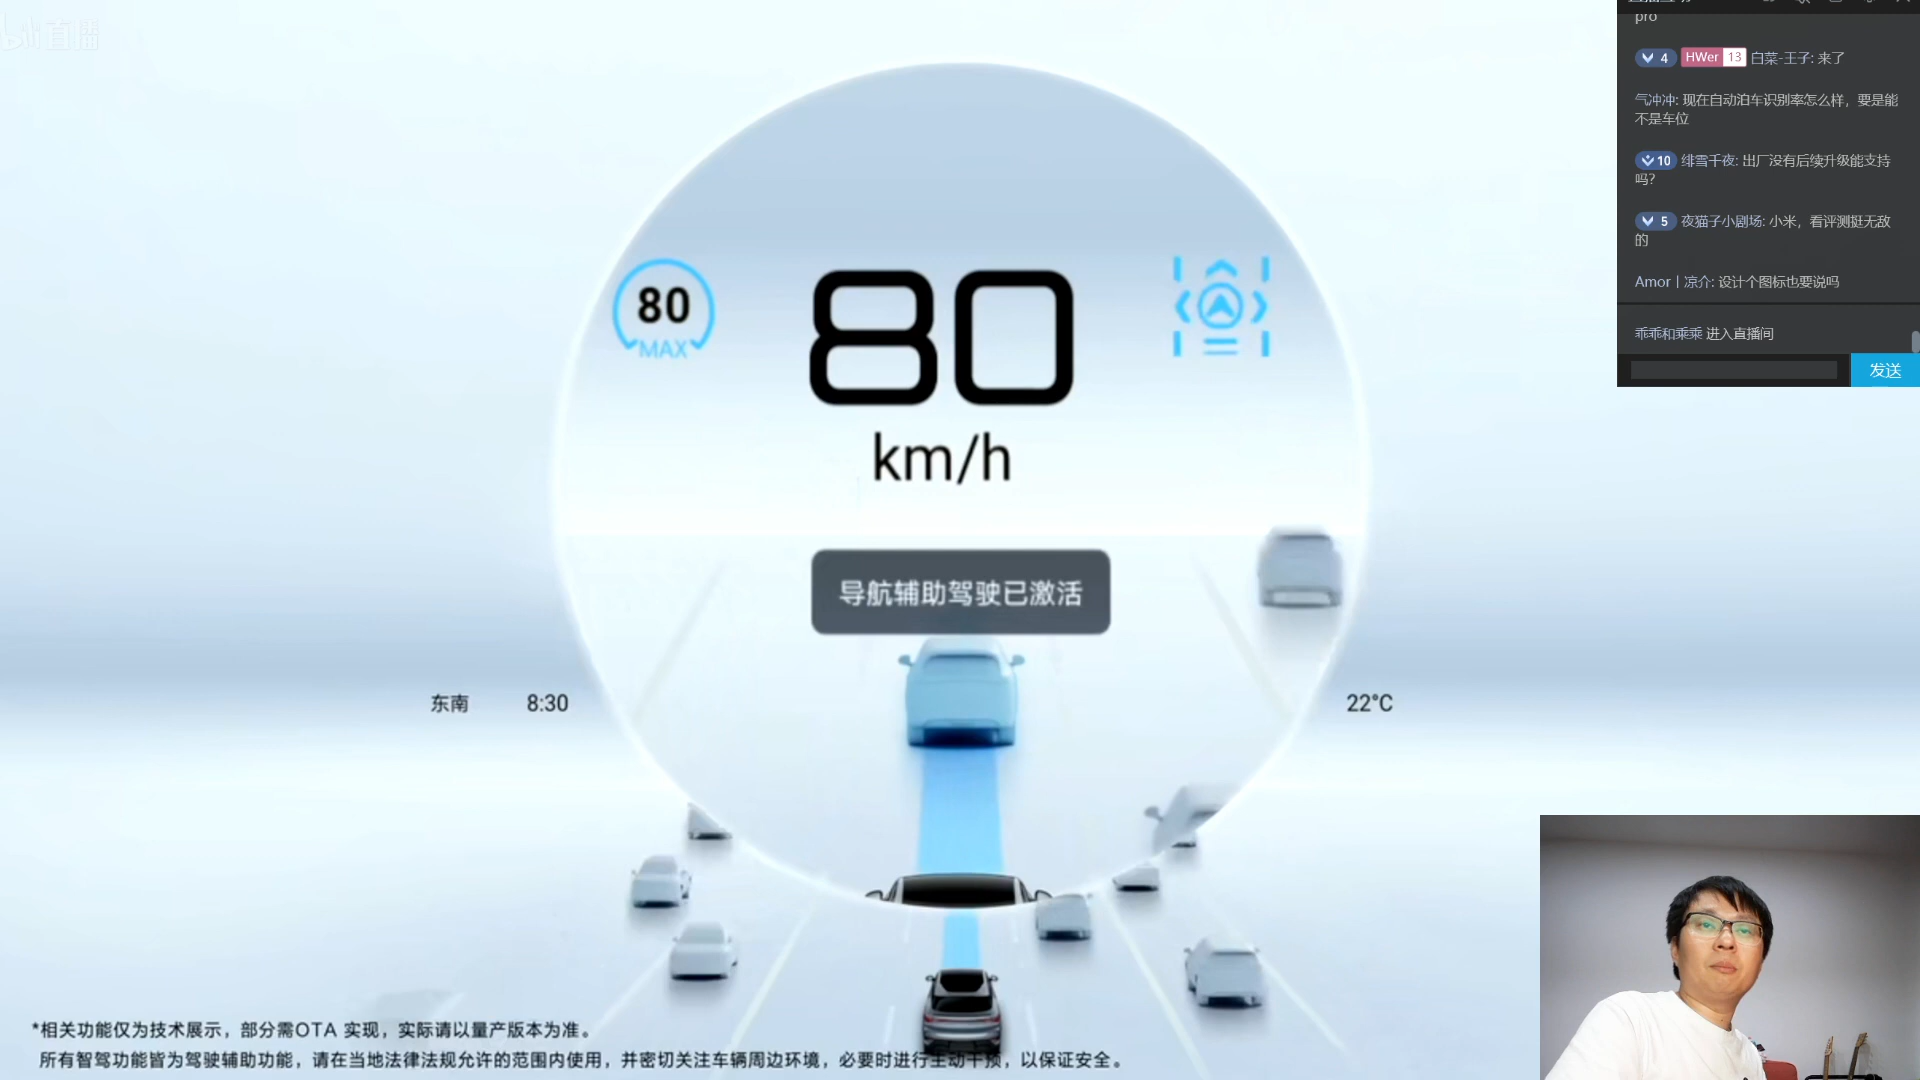 直播
pro
4 HWer 13 白菜-王子: 来了
气冲冲: 现在自动泊车识别率怎么样，要是能
不是车位
10 绯雪千夜: 出厂没有后续升级能支持
吗?
5 夜猫子小剧场: 小米，看评测挺无敌
的
Amor丨凉介: 设计个图标也要说吗
乖乖和乘乘 进入直播间
发送
80
MAX
80
km/h
导航辅助驾驶已激活
东南
8:30
22°C
*相关功能仅为技术展示，部分需OTA 实现，实际请以量产版本为准。
所有智驾功能皆为驾驶辅助功能，请在当地法律法规允许的范围内使用，并密切关注车辆周边环境，必要时进行主动干预，以保证安全。